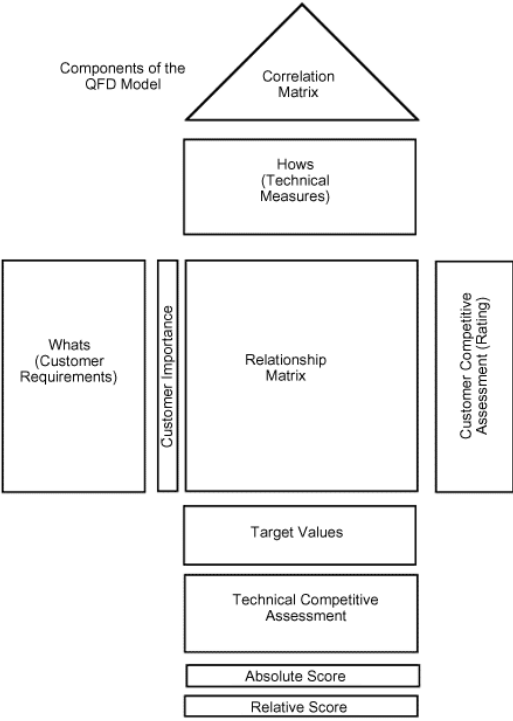 Components of the
QFD Model
Correlation
Matrix
Hows
(Technical
Measures)
Whats
(Customer
Requirements)
Customer Importance
Relationship
Matrix
Customer Competitive
Assessment (Rating)
Target Values
Technical Competitive
Assessment
Absolute Score
Relative Score